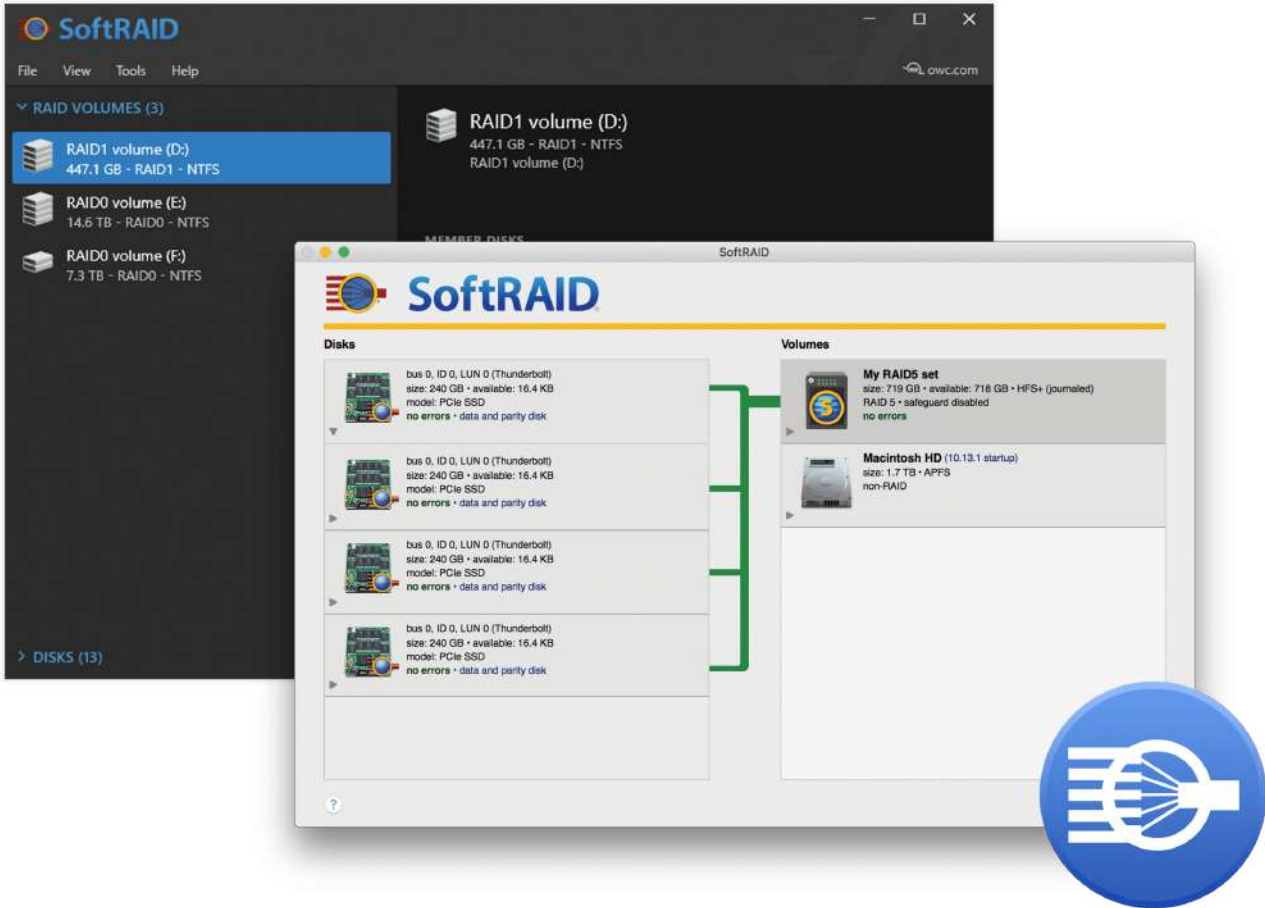 SoftRAID
File View Tools Help
owc.com
RAID VOLUMES (3)
RAID1 volume (D:)
447.1 GB - RAID1 - NTFS
RAID0 volume (E:)
14.6 TB - RAID0 - NTFS
RAID0 volume (F:)
7.3 TB - RAID0 - NTFS
DISKS (13)
RAID1 volume (D:)
447.1 GB - RAID1 - NTFS
RAID1 volume (D:)
MEMBER DISKS
SoftRAID
SoftRAID
Disks
bus 0, ID 0, LUN 0 (Thunderbolt)
size: 240 GB • available: 16.4 KB
model: PCIe SSD
no errors • data and parity disk
bus 0, ID 0, LUN 0 (Thunderbolt)
size: 240 GB • available: 16.4 KB
model: PCIe SSD
no errors • data and parity disk
bus 0, ID 0, LUN 0 (Thunderbolt)
size: 240 GB • available: 16.4 KB
model: PCIe SSD
no errors • data and parity disk
bus 0, ID 0, LUN 0 (Thunderbolt)
size: 240 GB • available: 16.4 KB
model: PCIe SSD
no errors • data and parity disk
Volumes
5
My RAID5 set
size: 719 GB • available: 718 GB • HFS+ (journaled)
RAID 5 • safeguard disabled
no errors
Macintosh HD (10.13.1 startup)
size: 1.7 TB • APFS
non-RAID
?